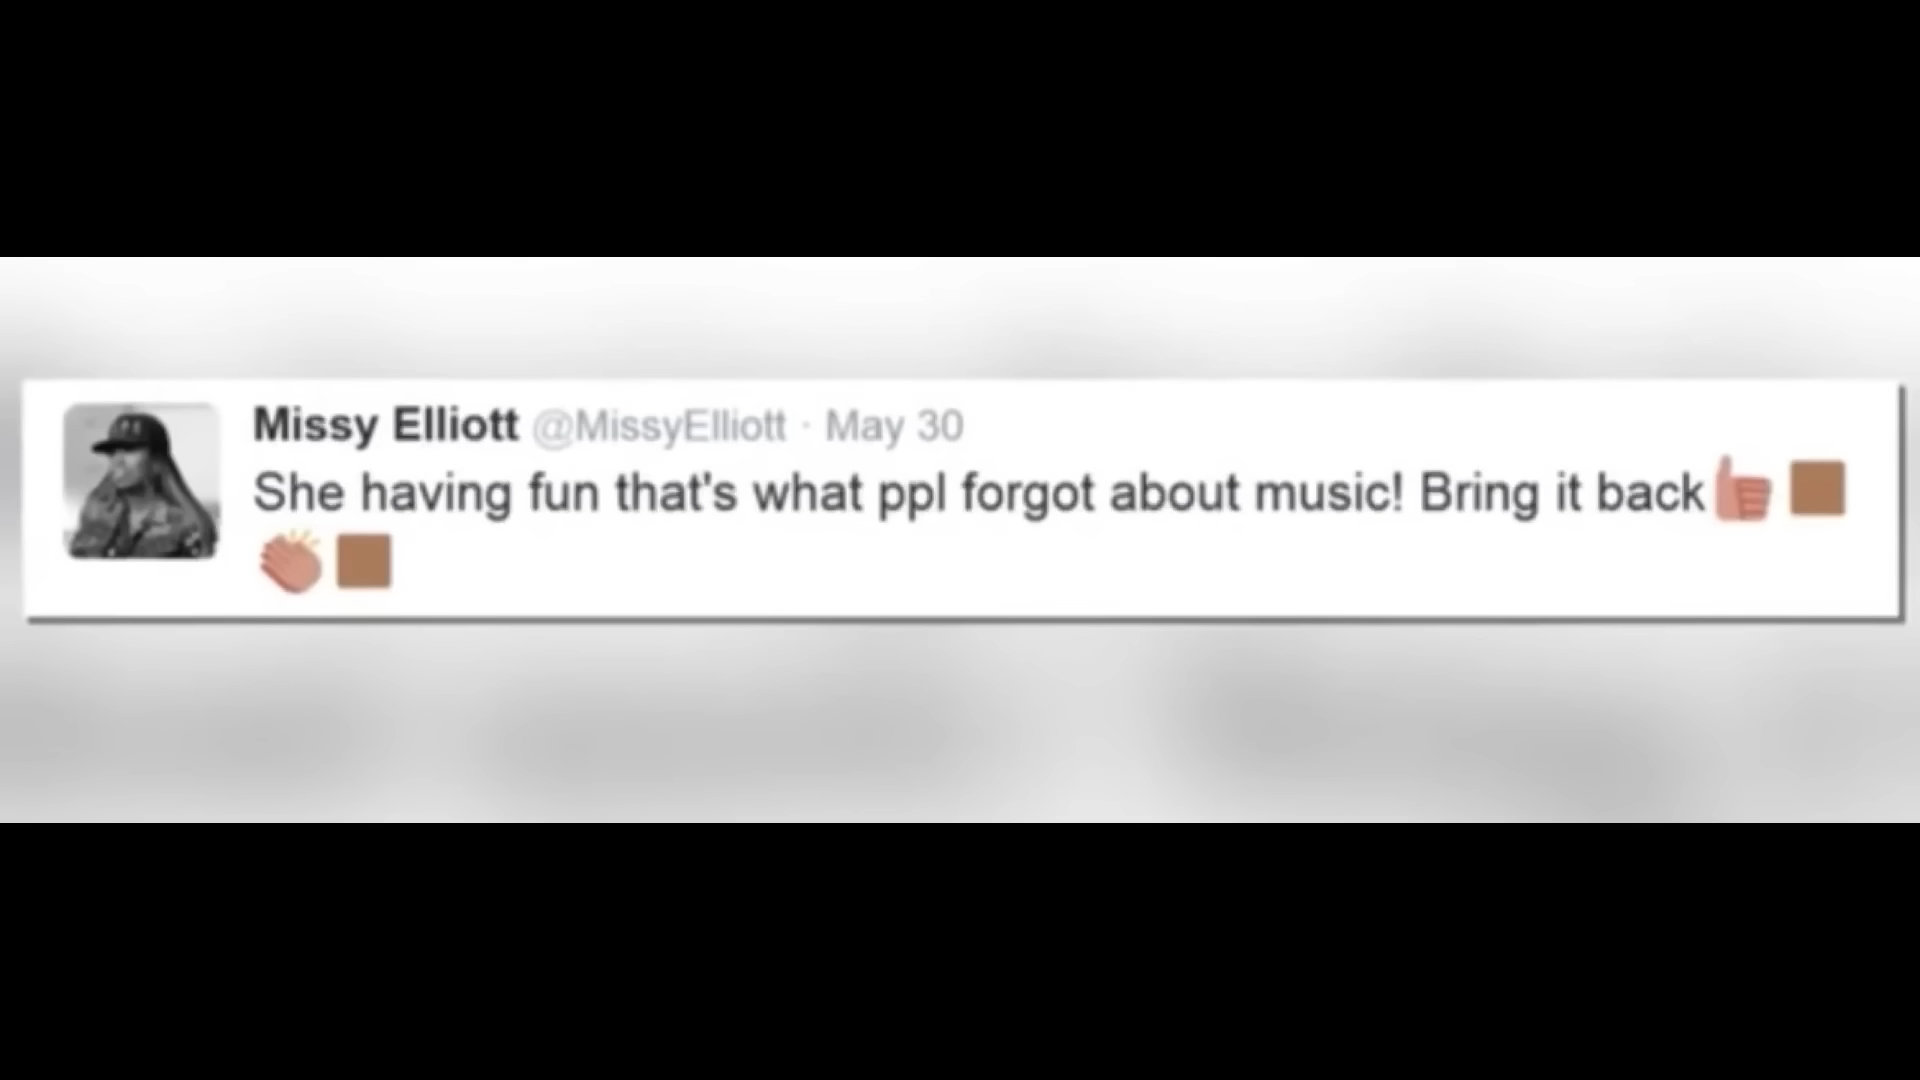 Missy Elliott @MissyElliott · May 30
She having fun that's what ppl forgot about music! Bring it back👍🏾
👏🏾